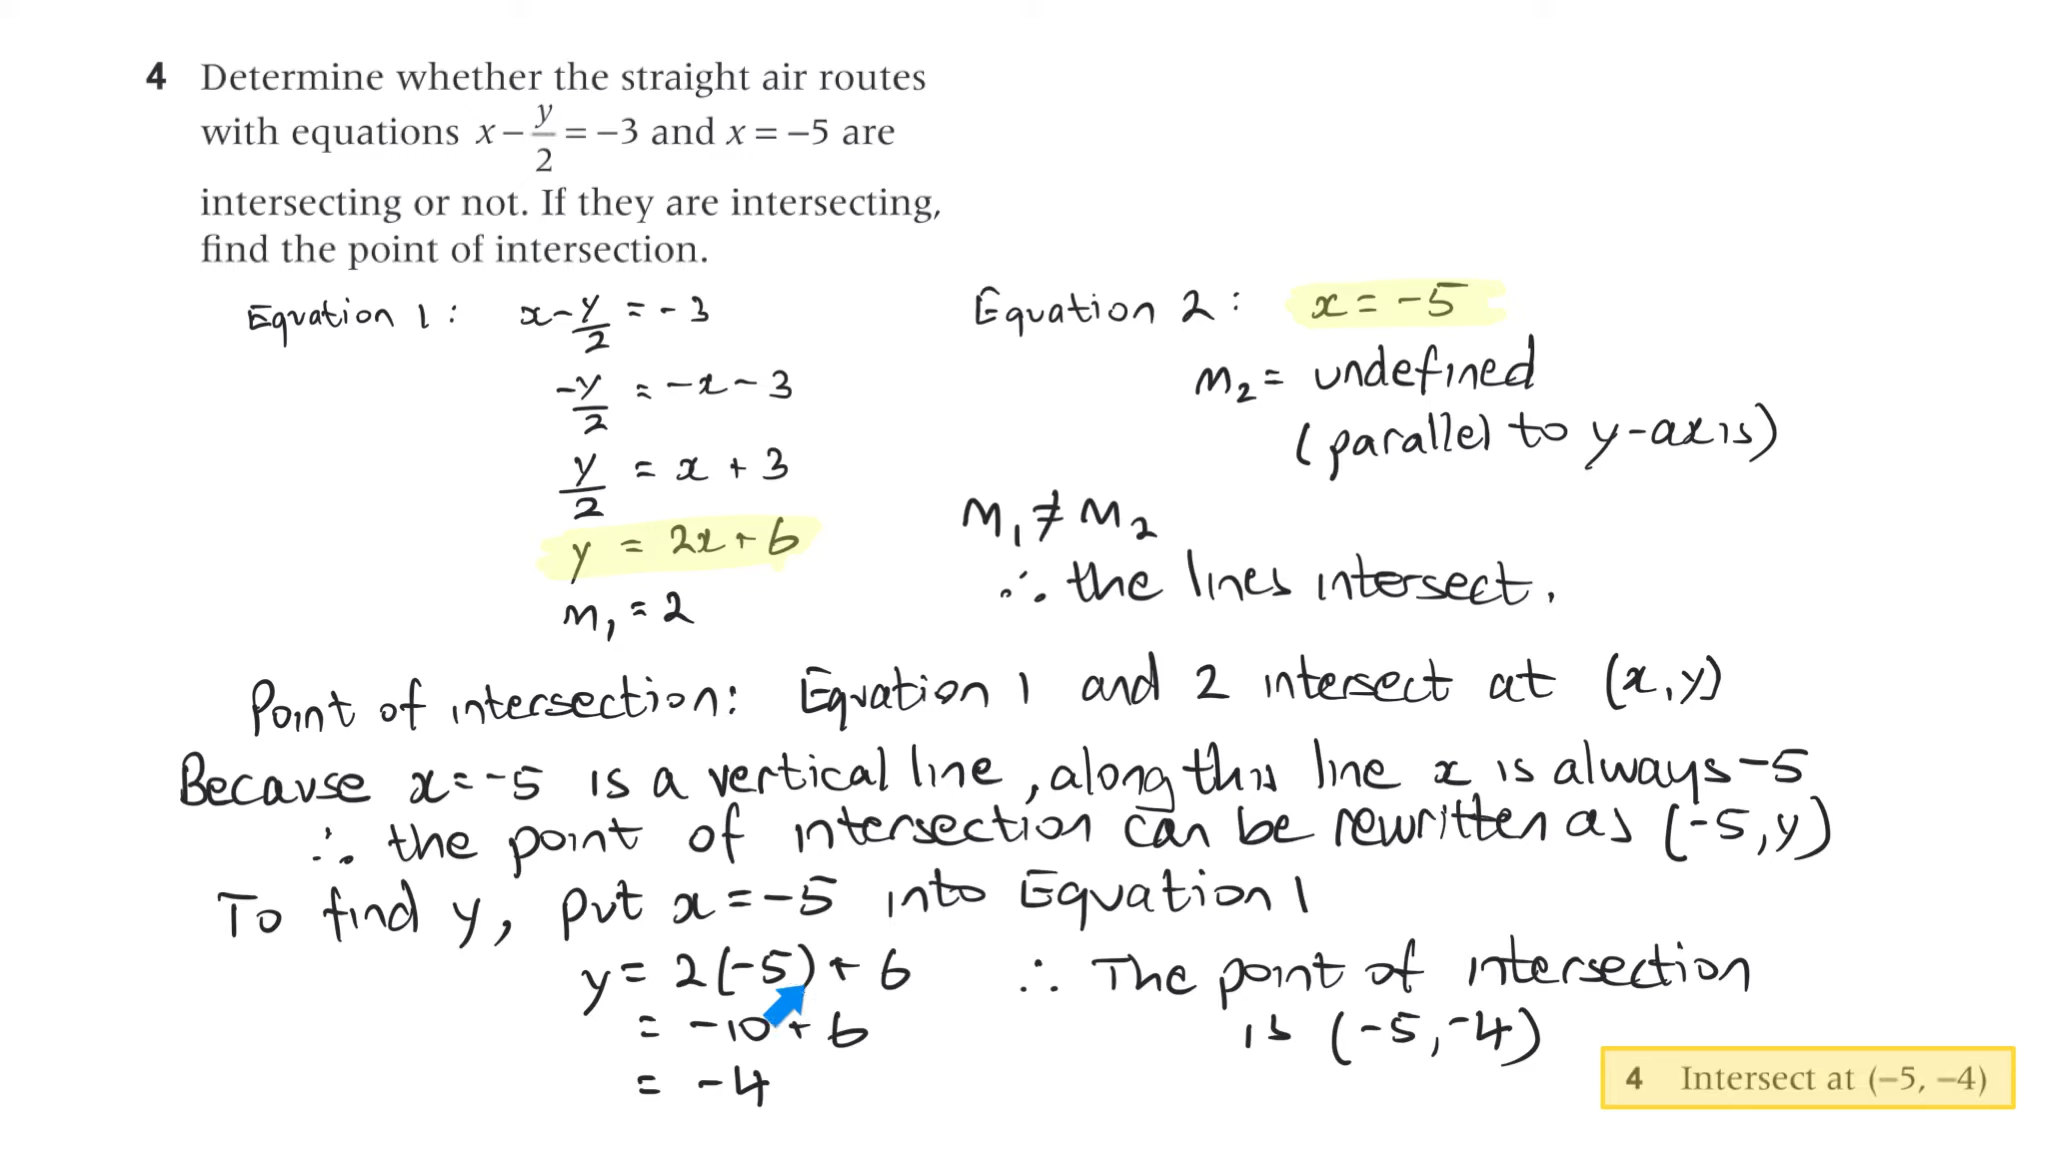 4 Determine whether the straight air routes
with equations x − y/2 = −3 and x = −5 are
intersecting or not. If they are intersecting,
find the point of intersection.
Equation 1 : x − y/2 = −3
−y/2 = −x − 3
y/2 = x + 3
y = 2x + 6
m₁ = 2
Equation 2 : x = −5
m₂ = undefined
(parallel to y-axis)
m₁ ≠ m₂
∴ the lines intersect.
Point of intersection: Equation 1 and 2 intersect at (x,y)
Because x = −5 is a vertical line, along this line x is always −5
∴ the point of intersection can be rewritten as (−5,y)
To find y, put x = −5 into Equation 1
y = 2(−5) + 6
= −10 + 6
= −4
∴ The point of intersection
is (−5,−4)
4 Intersect at (−5, −4)